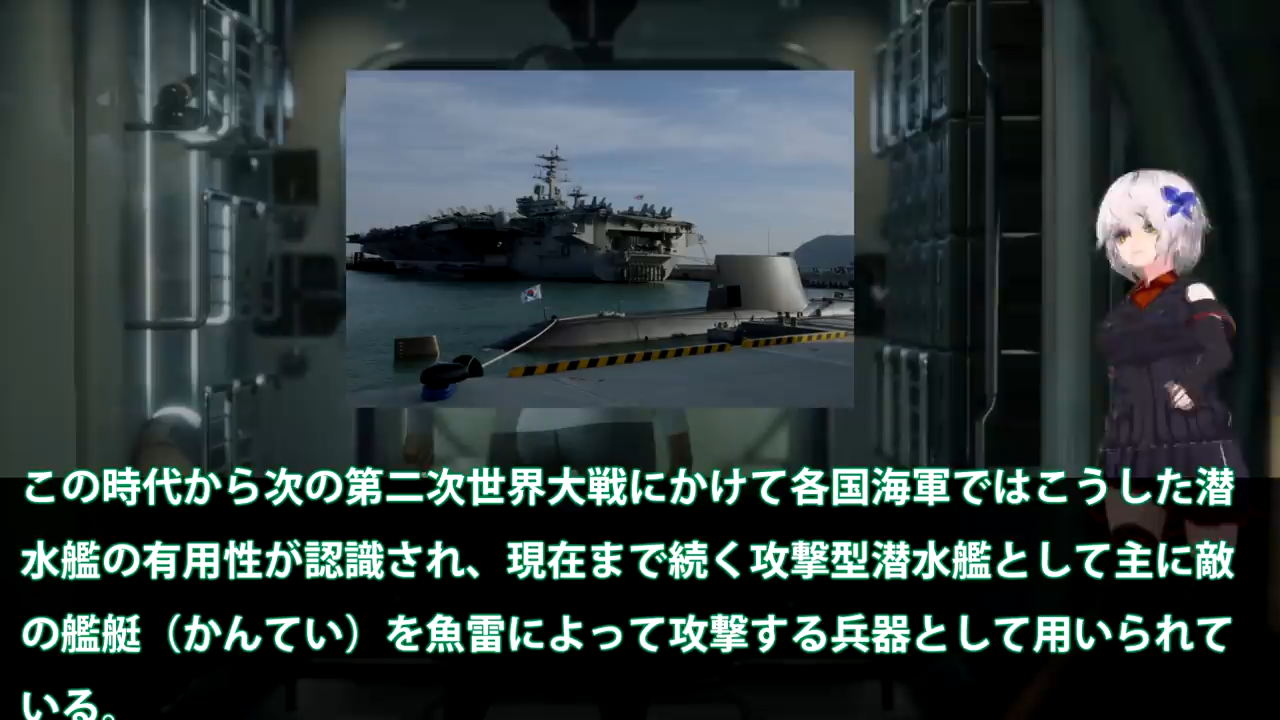 この時代から次の第二次世界大戦にかけて各国海軍ではこうした潜
水艦の有用性が認識され、現在まで続く攻撃型潜水艦として主に敵
の艦艇（かんてい）を魚雷によって攻撃する兵器として用いられて
いる。